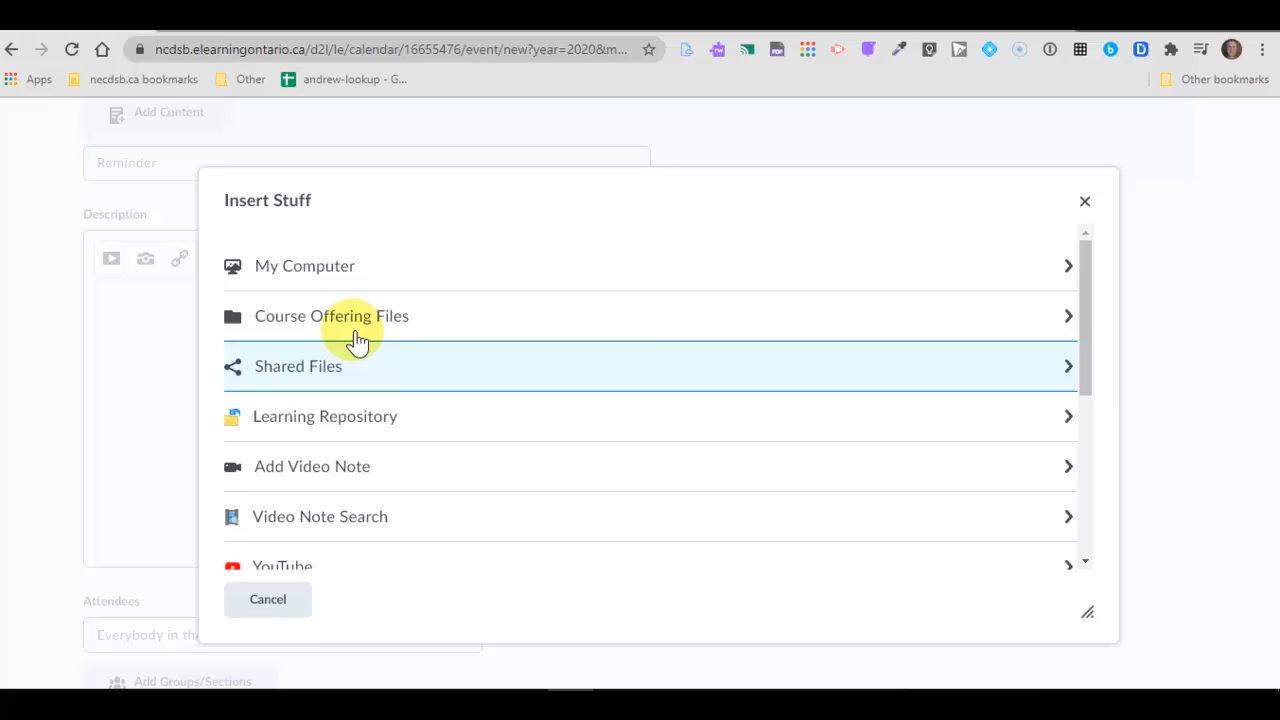 ncdsb.elearningontario.ca/d2l/le/calendar/16655476/event/new?year=2020&m...
Apps
necdsb.ca bookmarks
Other
andrew-lookup - G...
Other bookmarks
Add Content
Reminder
Description
Insert Stuff
My Computer
Course Offering Files
Shared Files
Learning Repository
Add Video Note
Video Note Search
YouTube
Cancel
Attendees
Everybody in the
Add Groups/Sections